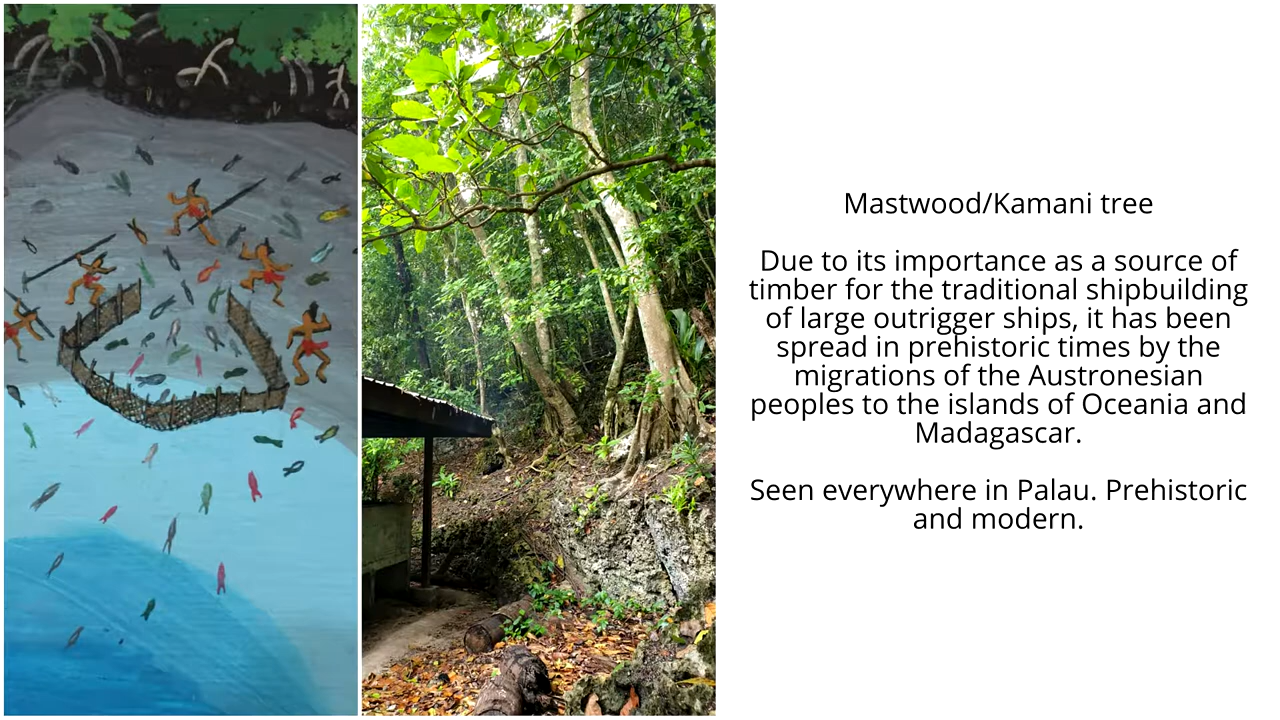 Mastwood/Kamani tree
Due to its importance as a source of
timber for the traditional shipbuilding
of large outrigger ships, it has been
spread in prehistoric times by the
migrations of the Austronesian
peoples to the islands of Oceania and
Madagascar.
Seen everywhere in Palau. Prehistoric
and modern.